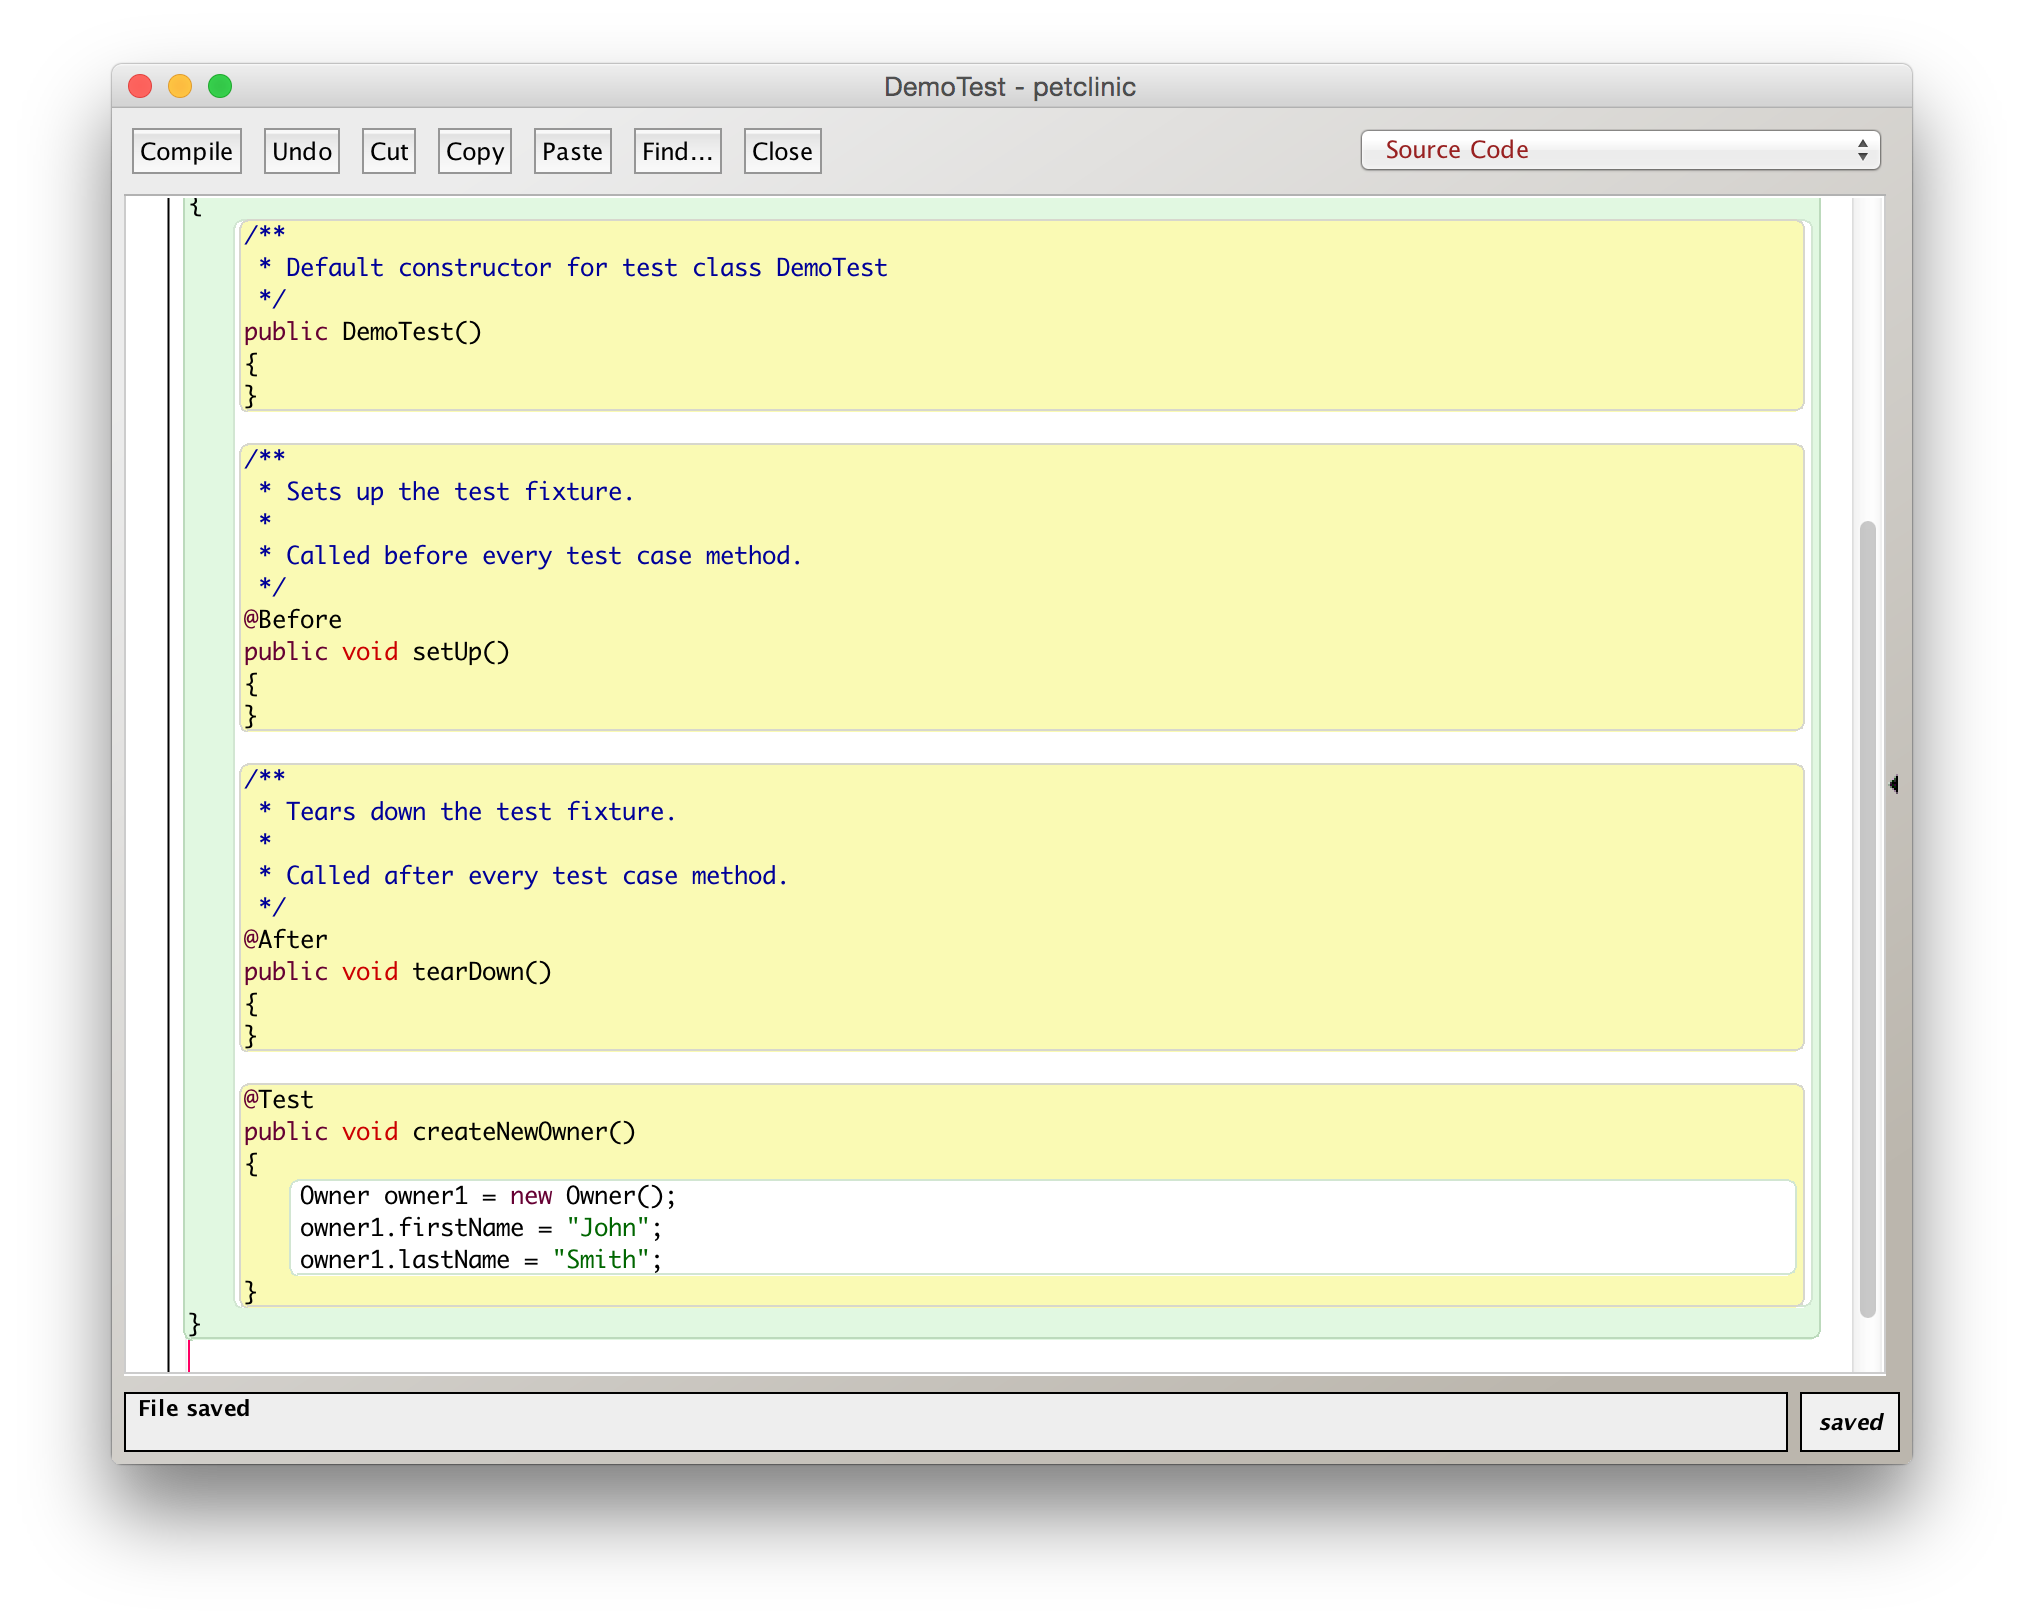 DemoTest - petclinic
Compile Undo Cut Copy Paste Find... Close Source Code
{
/**
 * Default constructor for test class DemoTest
 */
public DemoTest()
{
}
/**
 * Sets up the test fixture.
 *
 * Called before every test case method.
 */
@Before
public void setUp()
{
}
/**
 * Tears down the test fixture.
 *
 * Called after every test case method.
 */
@After
public void tearDown()
{
}
@Test
public void createNewOwner()
{
    Owner owner1 = new Owner();
    owner1.firstName = "John";
    owner1.lastName = "Smith";
}
}
File saved
saved